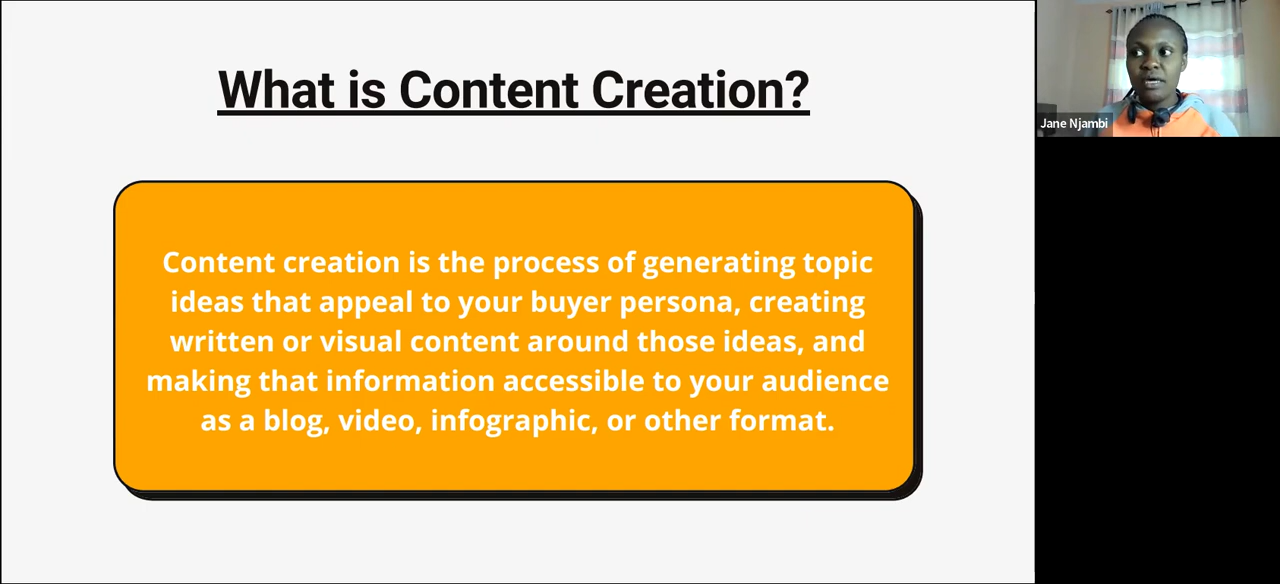 What is Content Creation?
Content creation is the process of generating topic
ideas that appeal to your buyer persona, creating
written or visual content around those ideas, and
making that information accessible to your audience
as a blog, video, infographic, or other format.
Jane Njambi